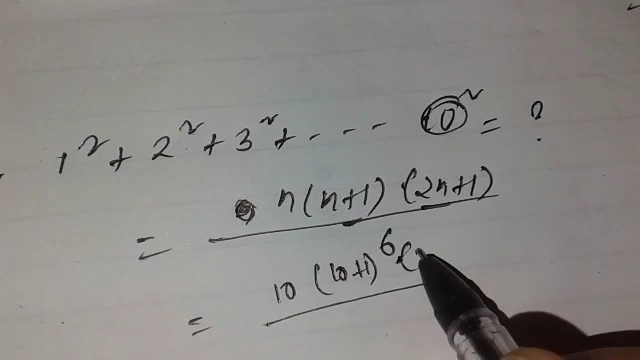 1² + 2² + 3² + - - - 10² = ?
= n(n+1) (2n+1)
6
= 10 (10+1) (